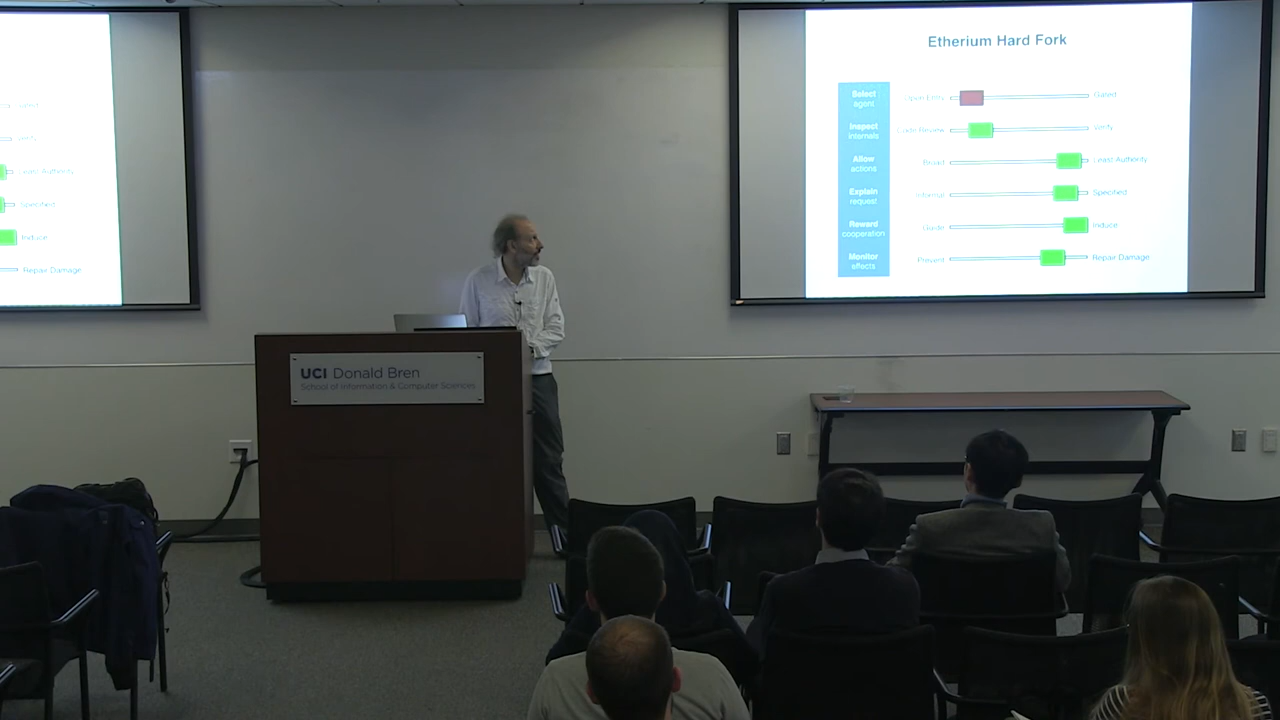 Least Authority
Specified
Induce
Repair Damage
UCI Donald Bren
School of Information & Computer Sciences
Etherium Hard Fork
Select
agent
Open Entry
Gated
Inspect
internals
Code Review
Verify
Allow
actions
Broad
Least Authority
Explain
request
Informal
Specified
Reward
cooperation
Guide
Induce
Monitor
effects
Prevent
Repair Damage